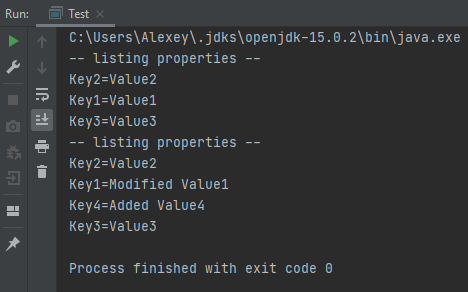 Run: Test
C:\Users\Alexey\.jdks\openjdk-15.0.2\bin\java.exe
-- listing properties --
Key2=Value2
Key1=Value1
Key3=Value3
-- listing properties --
Key2=Value2
Key1=Modified Value1
Key4=Added Value4
Key3=Value3
Process finished with exit code 0